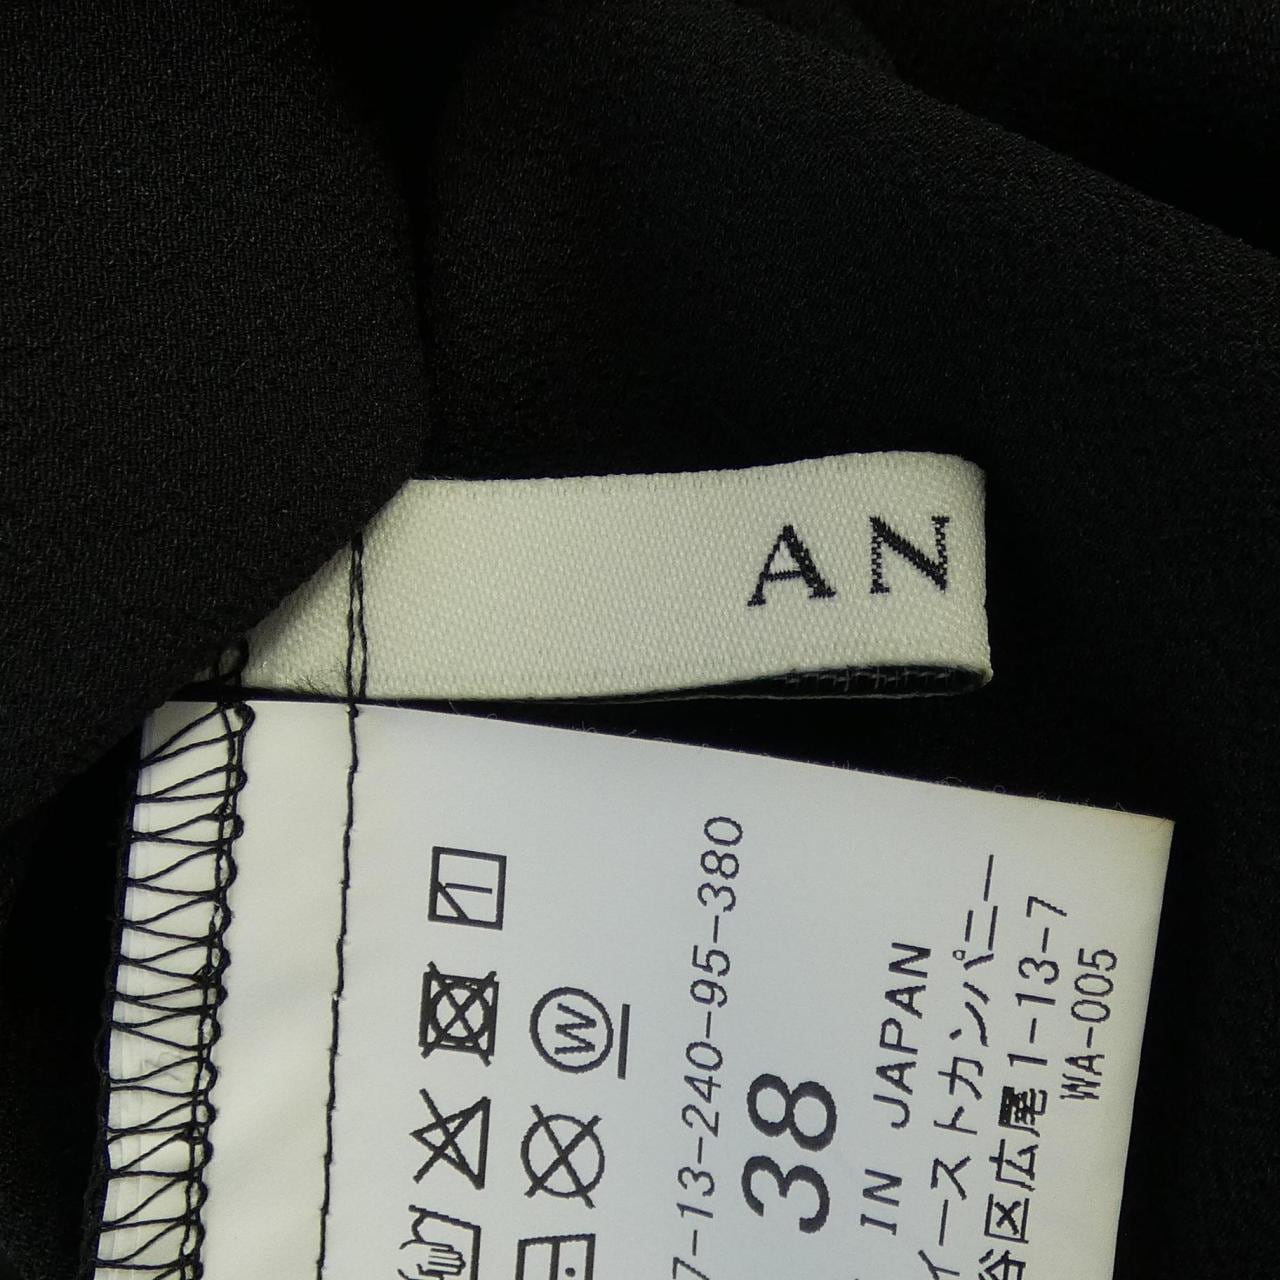 AN
7-13-240-95-380
38
IN JAPAN
ィーストカンパニー
谷区広尾1-13-7
WA-005
W